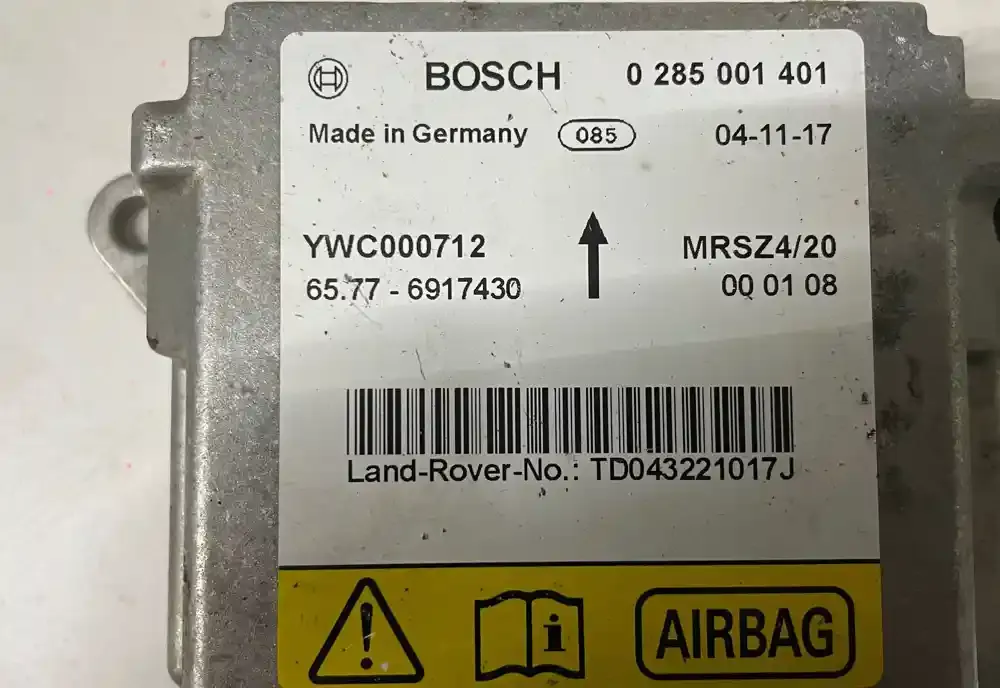 BOSCH 0 285 001 401
Made in Germany 085 04-11-17
YWC000712 MRSZ4/20
65.77 - 6917430 00 01 08
Land-Rover-No.: TD043221017J
AIRBAG